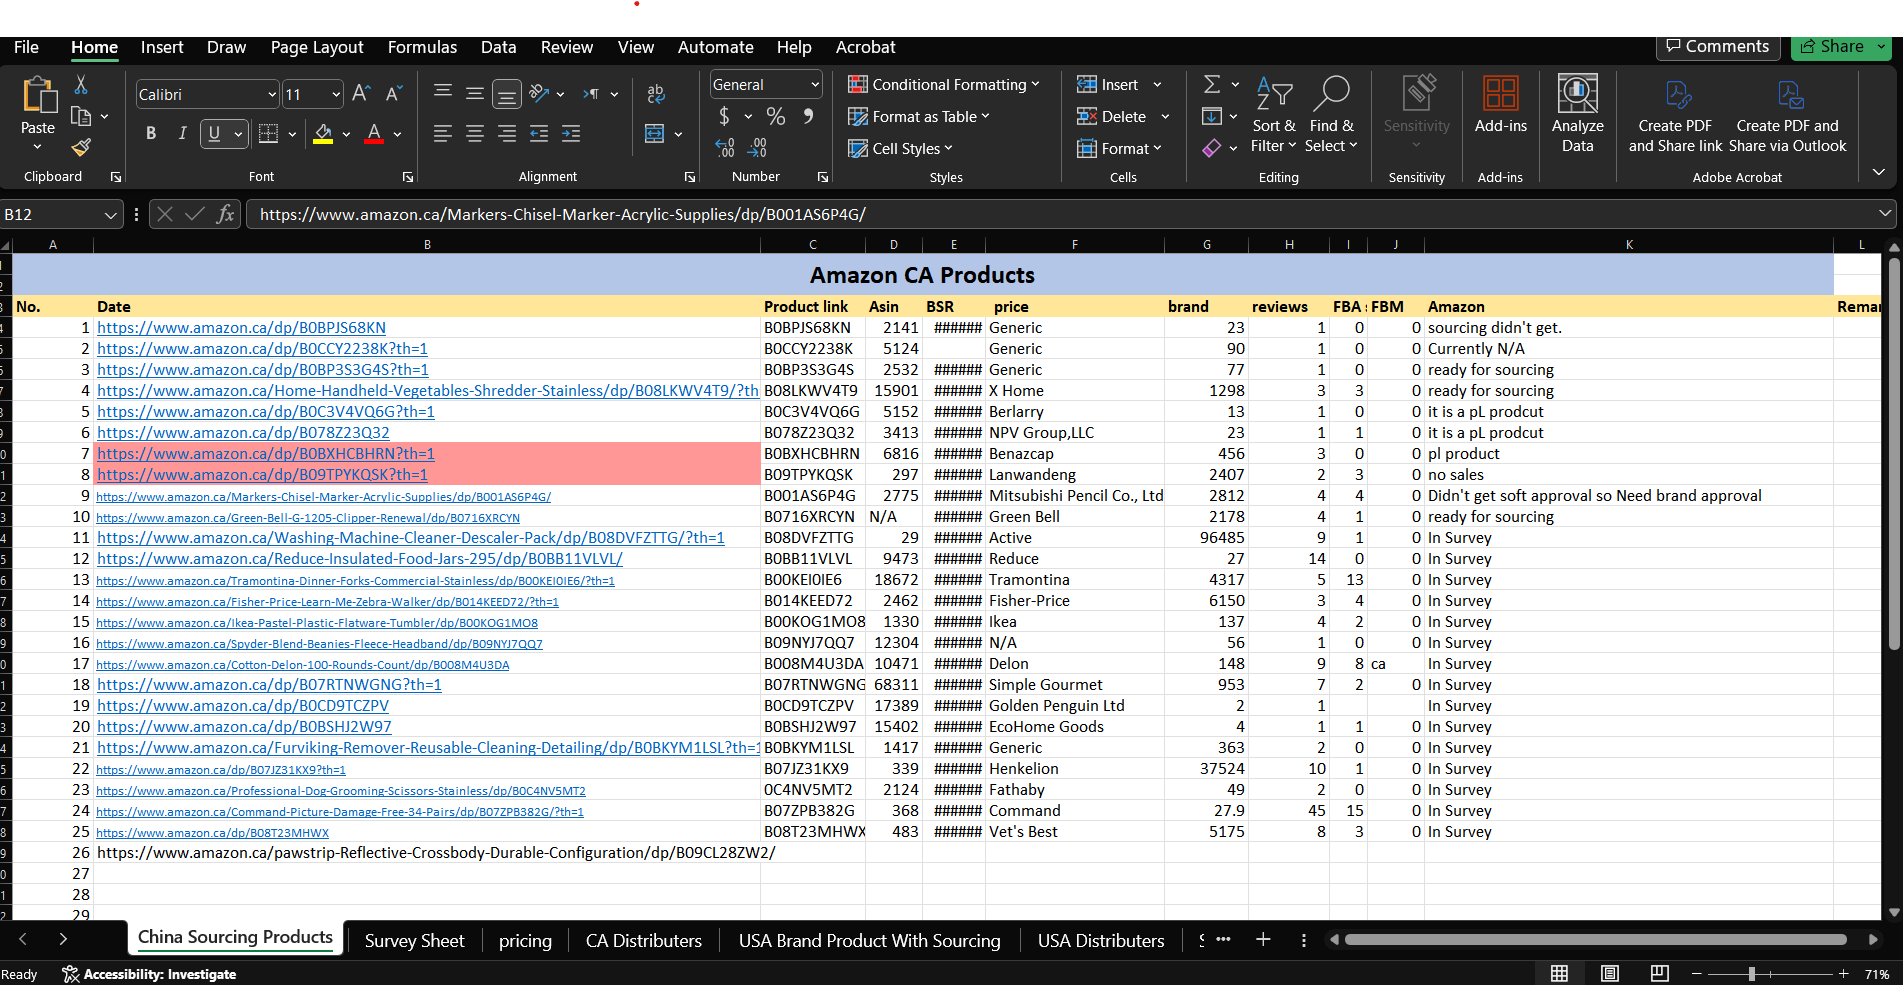 File Home Insert Draw Page Layout Formulas Data Review View Automate Help Acrobat Comments Share
Calibri 11 General Conditional Formatting Insert
Paste Format as Table Delete Sort & Find & Sensitivity Add-ins Analyze Create PDF Create PDF and
B I U A $ % 9 Cell Styles Format Filter Select Data and Share link Share via Outlook
Clipboard Font Alignment Number Styles Cells Editing Sensitivity Add-ins Adobe Acrobat
B12 fx https://www.amazon.ca/Markers-Chisel-Marker-Acrylic-Supplies/dp/B001AS6P4G/
A B C D E F G H I J K L
Amazon CA Products
No. Date Product link Asin BSR price brand reviews FBA FBM Amazon Remar
1 https://www.amazon.ca/dp/B0BPJS68KN B0BPJS68KN 2141 ###### Generic 23 1 0 0 sourcing didn't get.
2 https://www.amazon.ca/dp/B0CCY2238K?th=1 B0CCY2238K 5124 Generic 90 1 0 0 Currently N/A
3 https://www.amazon.ca/dp/B0BP3S3G4S?th=1 B0BP3S3G4S 2532 ###### Generic 77 1 0 0 ready for sourcing
4 https://www.amazon.ca/Home-Handheld-Vegetables-Shredder-Stainless/dp/B08LKWV4T9/?th B08LKWV4T9 15901 ###### X Home 1298 3 3 0 ready for sourcing
5 https://www.amazon.ca/dp/B0C3V4VQ6G?th=1 B0C3V4VQ6G 5152 ###### Berlarry 13 1 0 0 it is a pL prodcut
6 https://www.amazon.ca/dp/B078Z23Q32 B078Z23Q32 3413 ###### NPV Group,LLC 23 1 1 0 it is a pL prodcut
7 https://www.amazon.ca/dp/B0BXHCBHRN?th=1 B0BXHCBHRN 6816 ###### Benazcap 456 3 0 0 pl product
8 https://www.amazon.ca/dp/B09TPYKQSK?th=1 B09TPYKQSK 297 ###### Lanwandeng 2407 2 3 0 no sales
9 https://www.amazon.ca/Markers-Chisel-Marker-Acrylic-Supplies/dp/B001AS6P4G/ B001AS6P4G 2775 ###### Mitsubishi Pencil Co., Ltd 2812 4 4 0 Didn't get soft approval so Need brand approval
10 https://www.amazon.ca/Green-Bell-G-1205-Clipper-Renewal/dp/B0716XRCYN B0716XRCYN N/A ###### Green Bell 2178 4 1 0 ready for sourcing
11 https://www.amazon.ca/Washing-Machine-Cleaner-Descaler-Pack/dp/B08DVFZTTG/?th=1 B08DVFZTTG 29 ###### Active 96485 9 1 0 In Survey
12 https://www.amazon.ca/Reduce-Insulated-Food-Jars-295/dp/B0BB11VLVL/ B0BB11VLVL 9473 ###### Reduce 27 14 0 0 In Survey
13 https://www.amazon.ca/Tramontina-Dinner-Forks-Commercial-Stainless/dp/B00KEI0IE6/?th=1 B00KEI0IE6 18672 ###### Tramontina 4317 5 13 0 In Survey
14 https://www.amazon.ca/Fisher-Price-Learn-Me-Zebra-Walker/dp/B014KEED72/?th=1 B014KEED72 2462 ###### Fisher-Price 6150 3 4 0 In Survey
15 https://www.amazon.ca/Ikea-Pastel-Plastic-Flatware-Tumbler/dp/B00KOG1MO8 B00KOG1MO8 1330 ###### Ikea 137 4 2 0 In Survey
16 https://www.amazon.ca/Spyder-Blend-Beanies-Fleece-Headband/dp/B09NYJ7QQ7 B09NYJ7QQ7 12304 ###### N/A 56 1 0 0 In Survey
17 https://www.amazon.ca/Cotton-Delon-100-Rounds-Count/dp/B008M4U3DA B008M4U3DA 10471 ###### Delon 148 9 8 ca In Survey
18 https://www.amazon.ca/dp/B07RTNWGNG?th=1 B07RTNWGNG 68311 ###### Simple Gourmet 953 7 2 0 In Survey
19 https://www.amazon.ca/dp/B0CD9TCZPV B0CD9TCZPV 17389 ###### Golden Penguin Ltd 2 1 In Survey
20 https://www.amazon.ca/dp/B0BSHJ2W97 B0BSHJ2W97 15402 ###### EcoHome Goods 4 1 1 0 In Survey
21 https://www.amazon.ca/Furviking-Remover-Reusable-Cleaning-Detailing/dp/B0BKYM1LSL?th=1 B0BKYM1LSL 1417 ###### Generic 363 2 0 0 In Survey
22 https://www.amazon.ca/dp/B07JZ31KX9?th=1 B07JZ31KX9 339 ###### Henkelion 37524 10 1 0 In Survey
23 https://www.amazon.ca/Professional-Dog-Grooming-Scissors-Stainless/dp/B0C4NV5MT2 0C4NV5MT2 2124 ###### Fathaby 49 2 0 0 In Survey
24 https://www.amazon.ca/Command-Picture-Damage-Free-34-Pairs/dp/B07ZPB382G/?th=1 B07ZPB382G 368 ###### Command 27.9 45 15 0 In Survey
25 https://www.amazon.ca/dp/B08T23MHWX B08T23MHWX 483 ###### Vet's Best 5175 8 3 0 In Survey
26 https://www.amazon.ca/pawstrip-Reflective-Crossbody-Durable-Configuration/dp/B09CL28ZW2/
27
28
29
China Sourcing Products Survey Sheet pricing CA Distributers USA Brand Product With Sourcing USA Distributers
Ready Accessibility: Investigate 71%